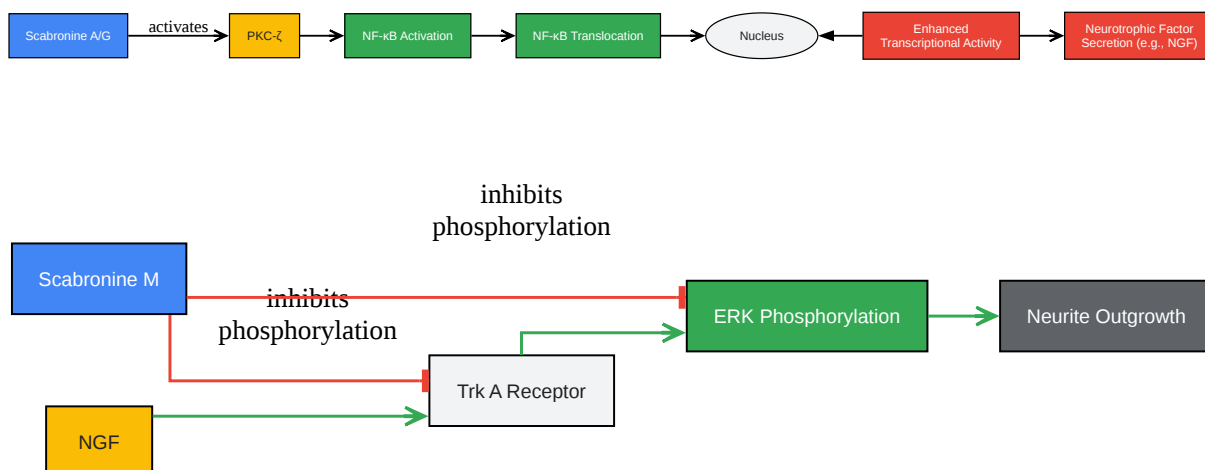 Scabronine A/G
activates
PKC-ζ
NF-κB Activation
NF-κB Translocation
Nucleus
Enhanced
Transcriptional Activity
Neurotrophic Factor
Secretion (e.g., NGF)
inhibits
phosphorylation
Scabronine M
inhibits
phosphorylation
ERK Phosphorylation
Neurite Outgrowth
Trk A Receptor
NGF